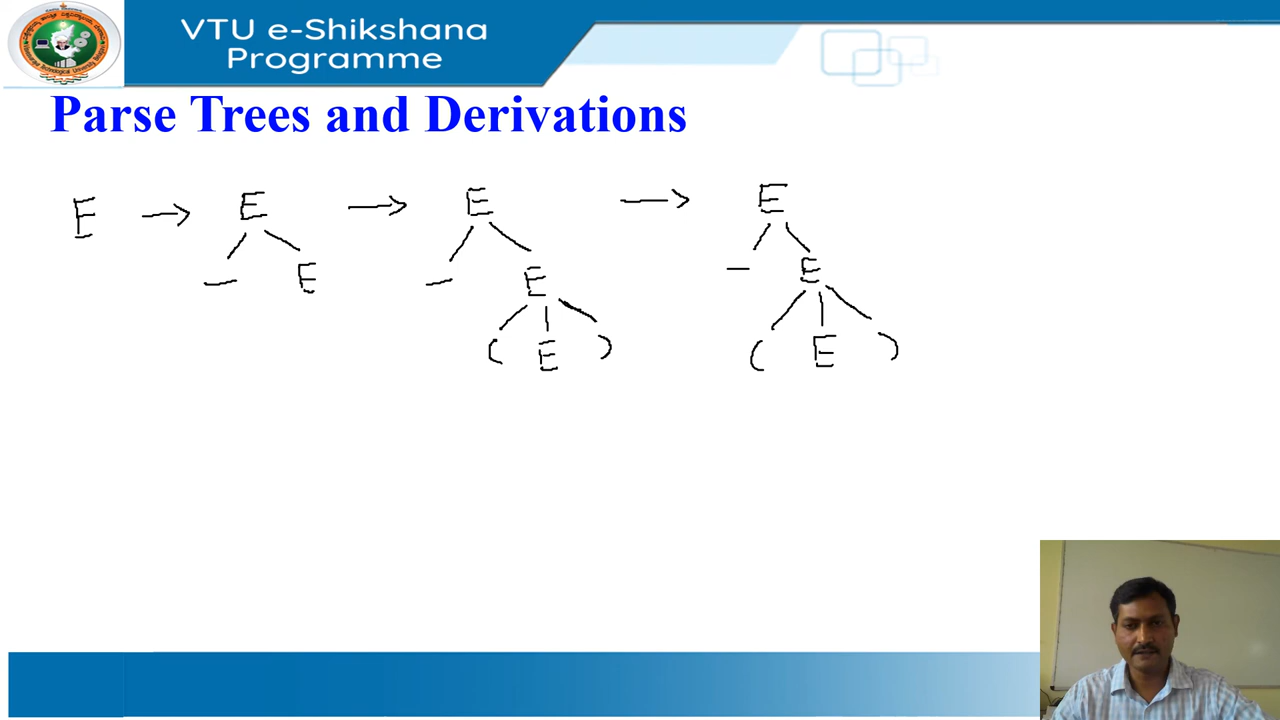 VTU e-Shikshana
Programme
Parse Trees and Derivations
E → E → E → E
– E – E – E
( E ) ( E )